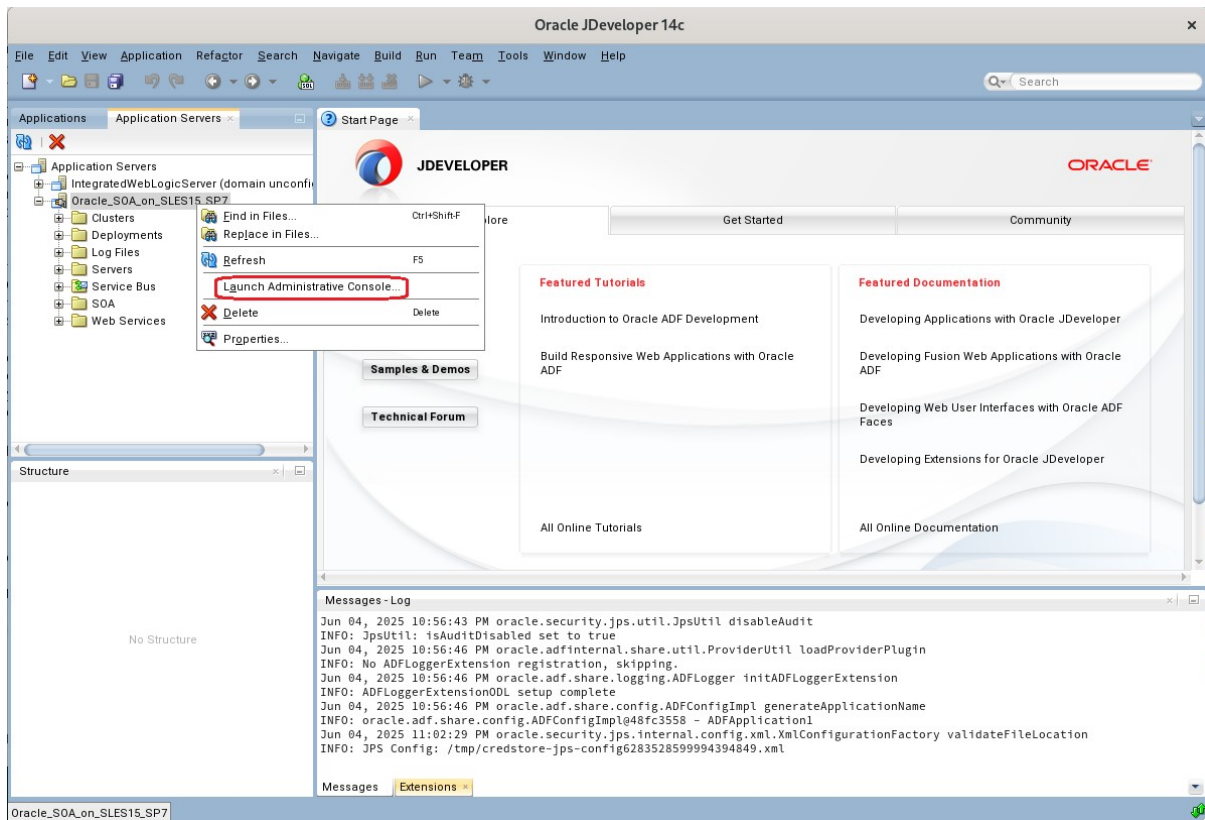 Oracle JDeveloper 14c
File Edit View Application Refactor Search Navigate Build Run Team Tools Window Help
Search
Applications Application Servers
Application Servers
IntegratedWebLogicServer (domain unconfi
Oracle_SOA_on_SLES15_SP7
Clusters
Deployments
Log Files
Servers
Service Bus
SOA
Web Services
Find in Files... Ctrl+Shift-F
Replace in Files...
Refresh F5
Launch Administrative Console...
Delete Delete
Properties...
Start Page
JDEVELOPER
ORACLE
lore Get Started Community
Samples & Demos
Technical Forum
Featured Tutorials
Introduction to Oracle ADF Development
Build Responsive Web Applications with Oracle
ADF
All Online Tutorials
Featured Documentation
Developing Applications with Oracle JDeveloper
Developing Fusion Web Applications with Oracle
ADF
Developing Web User Interfaces with Oracle ADF
Faces
Developing Extensions for Oracle JDeveloper
All Online Documentation
Structure
No Structure
Messages - Log
Jun 04, 2025 10:56:43 PM oracle.security.jps.util.JpsUtil disableAudit
INFO: JpsUtil: isAuditDisabled set to true
Jun 04, 2025 10:56:46 PM oracle.adfinternal.share.util.ProviderUtil loadProviderPlugin
INFO: No ADFLoggerExtension registration, skipping.
Jun 04, 2025 10:56:46 PM oracle.adf.share.logging.ADFLogger initADFLoggerExtension
INFO: ADFLoggerExtensionODL setup complete
Jun 04, 2025 10:56:46 PM oracle.adf.share.config.ADFConfigImpl generateApplicationName
INFO: oracle.adf.share.config.ADFConfigImpl@48fc3558 - ADFApplication1
Jun 04, 2025 11:02:29 PM oracle.security.jps.internal.config.xml.XmlConfigurationFactory validateFileLocation
INFO: JPS Config: /tmp/credstore-jps-config6283528599994394849.xml
Messages Extensions
Oracle_SOA_on_SLES15_SP7